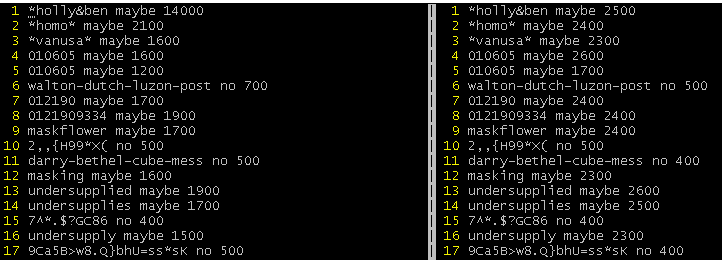 1 *holly&ben maybe 14000
2 *homo* maybe 2100
3 *vanusa* maybe 1600
4 010605 maybe 1600
5 010605 maybe 1200
6 walton-dutch-luzon-post no 700
7 012190 maybe 1700
8 0121909334 maybe 1900
9 maskflower maybe 1700
10 2,,{H99*X( no 500
11 darry-bethel-cube-mess no 500
12 masking maybe 1600
13 undersupplied maybe 1900
14 undersupplies maybe 1700
15 7^*.$?GC86 no 400
16 undersupply maybe 1500
17 9Ca5B>w8.Q}bhU=ss*sK no 500
1 *holly&ben maybe 2500
2 *homo* maybe 2400
3 *vanusa* maybe 2300
4 010605 maybe 2600
5 010605 maybe 1700
6 walton-dutch-luzon-post no 500
7 012190 maybe 2400
8 0121909334 maybe 2400
9 maskflower maybe 2400
10 2,,{H99*X( no 500
11 darry-bethel-cube-mess no 400
12 masking maybe 2300
13 undersupplied maybe 2600
14 undersupplies maybe 2500
15 7^*.$?GC86 no 400
16 undersupply maybe 2300
17 9Ca5B>w8.Q}bhU=ss*sK no 400